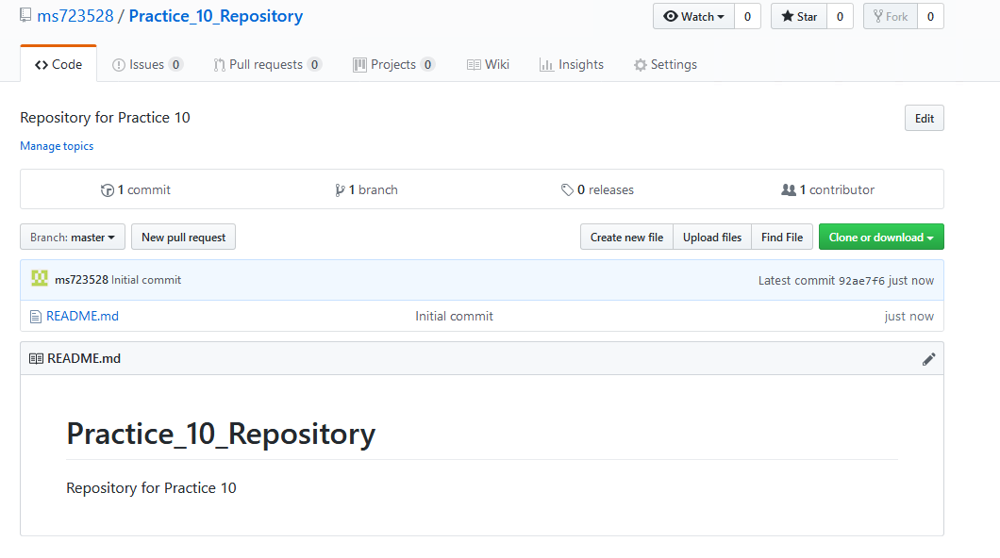 ms723528 / Practice_10_Repository Watch 0 Star 0 Fork 0
Code Issues 0 Pull requests 0 Projects 0 Wiki Insights Settings
Repository for Practice 10 Edit
Manage topics
1 commit 1 branch 0 releases 1 contributor
Branch: master New pull request Create new file Upload files Find File Clone or download
ms723528 Initial commit Latest commit 92ae7f6 just now
README.md Initial commit just now
README.md
Practice_10_Repository
Repository for Practice 10